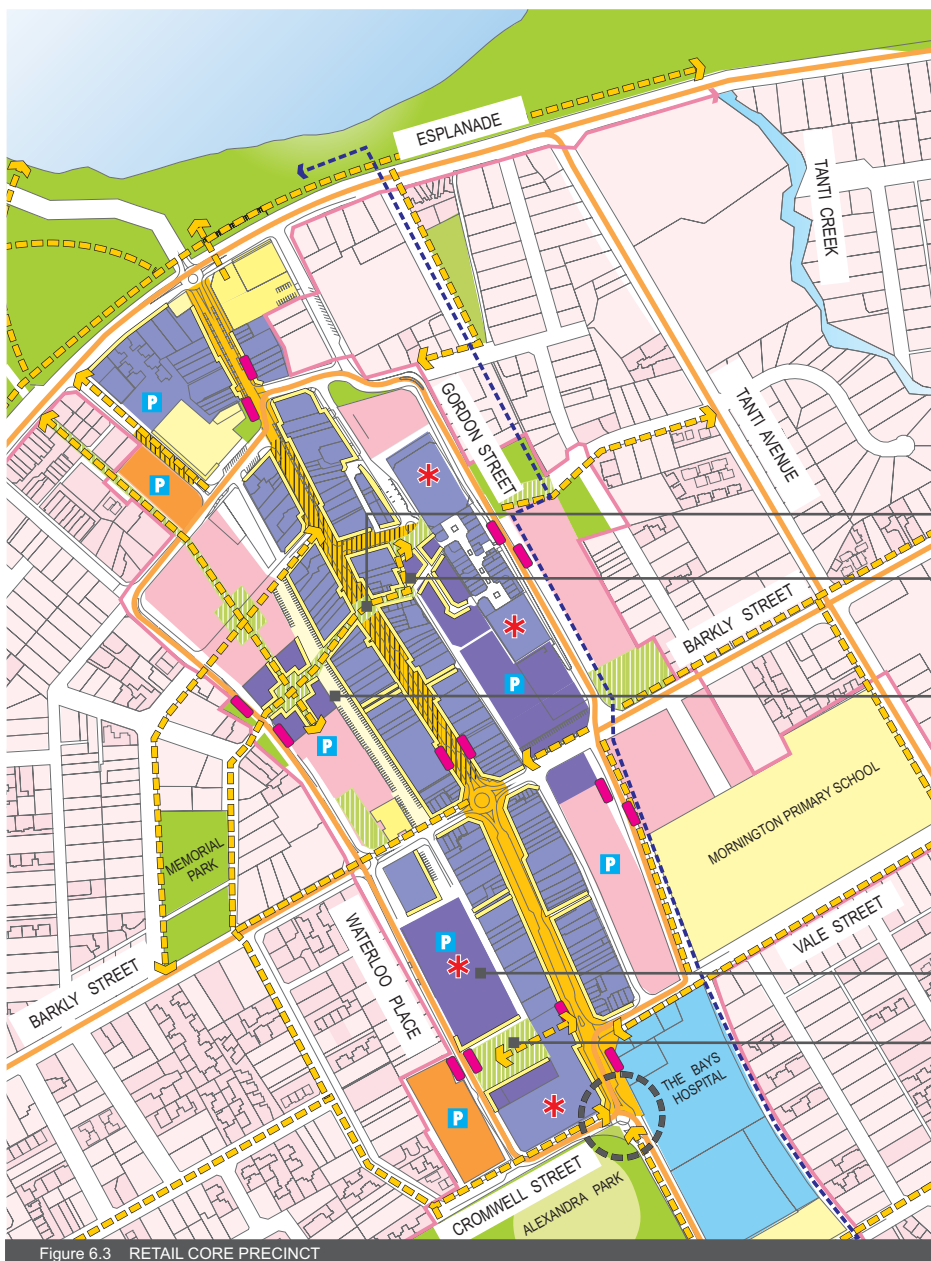 ESPLANADE
TANTI CREEK
P
GORDON STREET
TANTI AVENUE
P
BARKLY STREET
P
P
MORNINGTON PRIMARY SCHOOL
MEMORIAL
PARK
P
VALE STREET
WATERLOO PLACE
P
BARKLY STREET
THE BAYS
HOSPITAL
P
CROMWELL STREET
ALEXANDRA PARK
Figure 6.3 RETAIL CORE PRECINCT